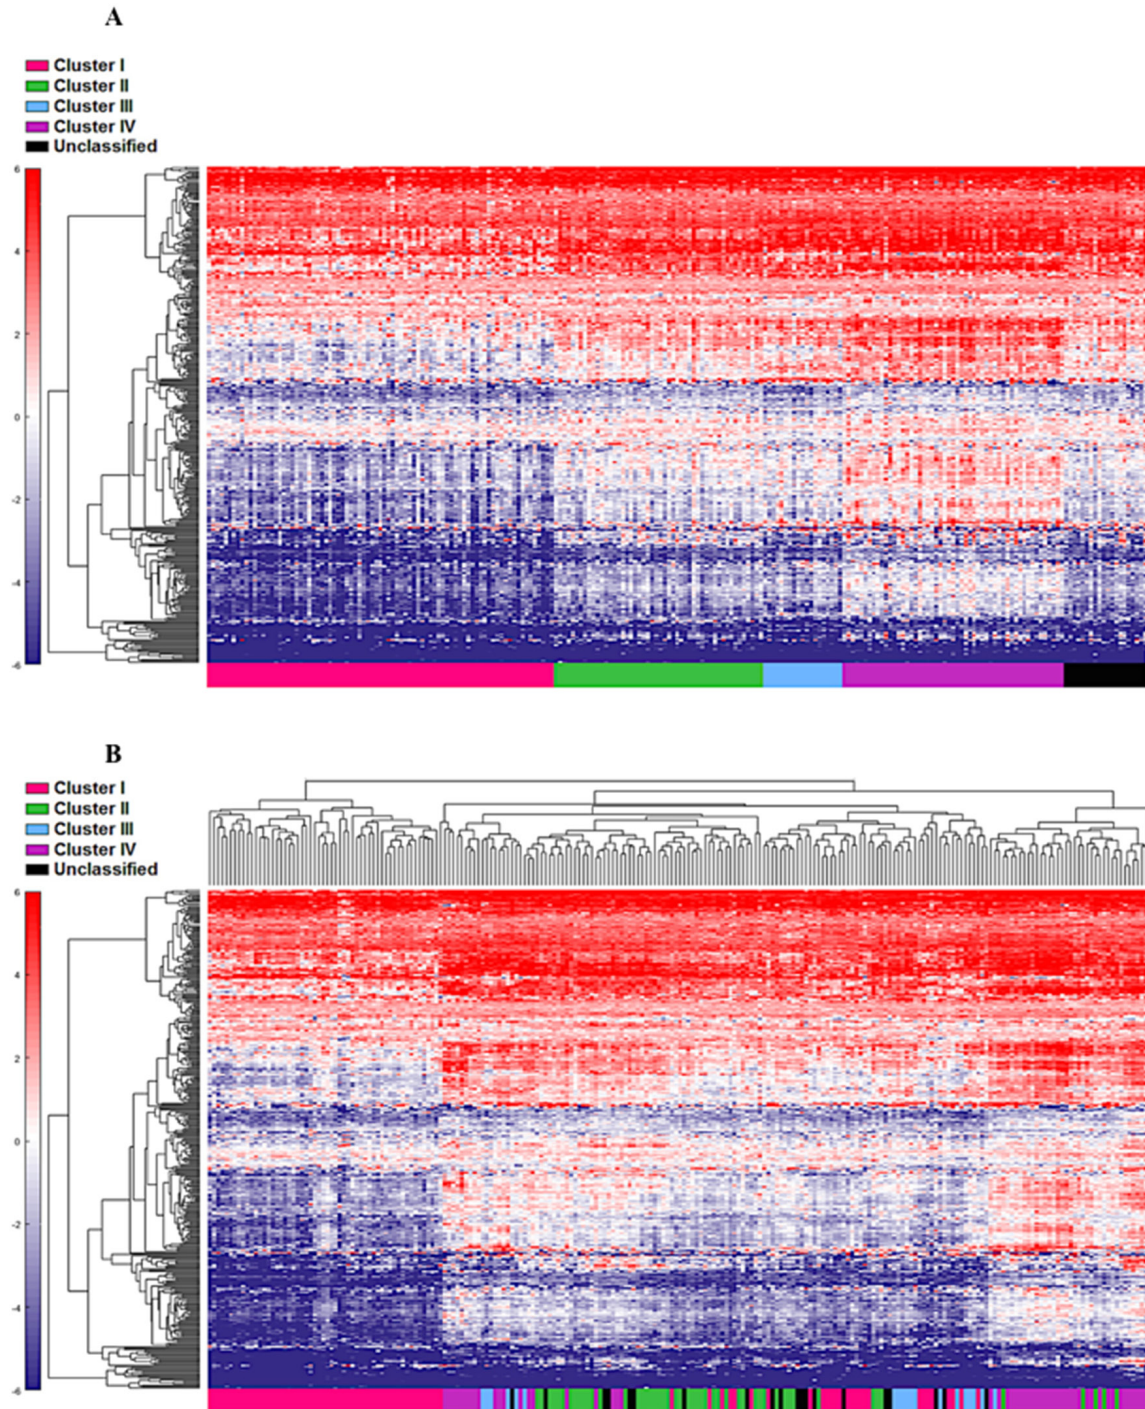 A
Cluster I
Cluster II
Cluster III
Cluster IV
Unclassified
6
4
2
0
-2
-4
-6
B
Cluster I
Cluster II
Cluster III
Cluster IV
Unclassified
6
4
2
0
-2
-4
-6